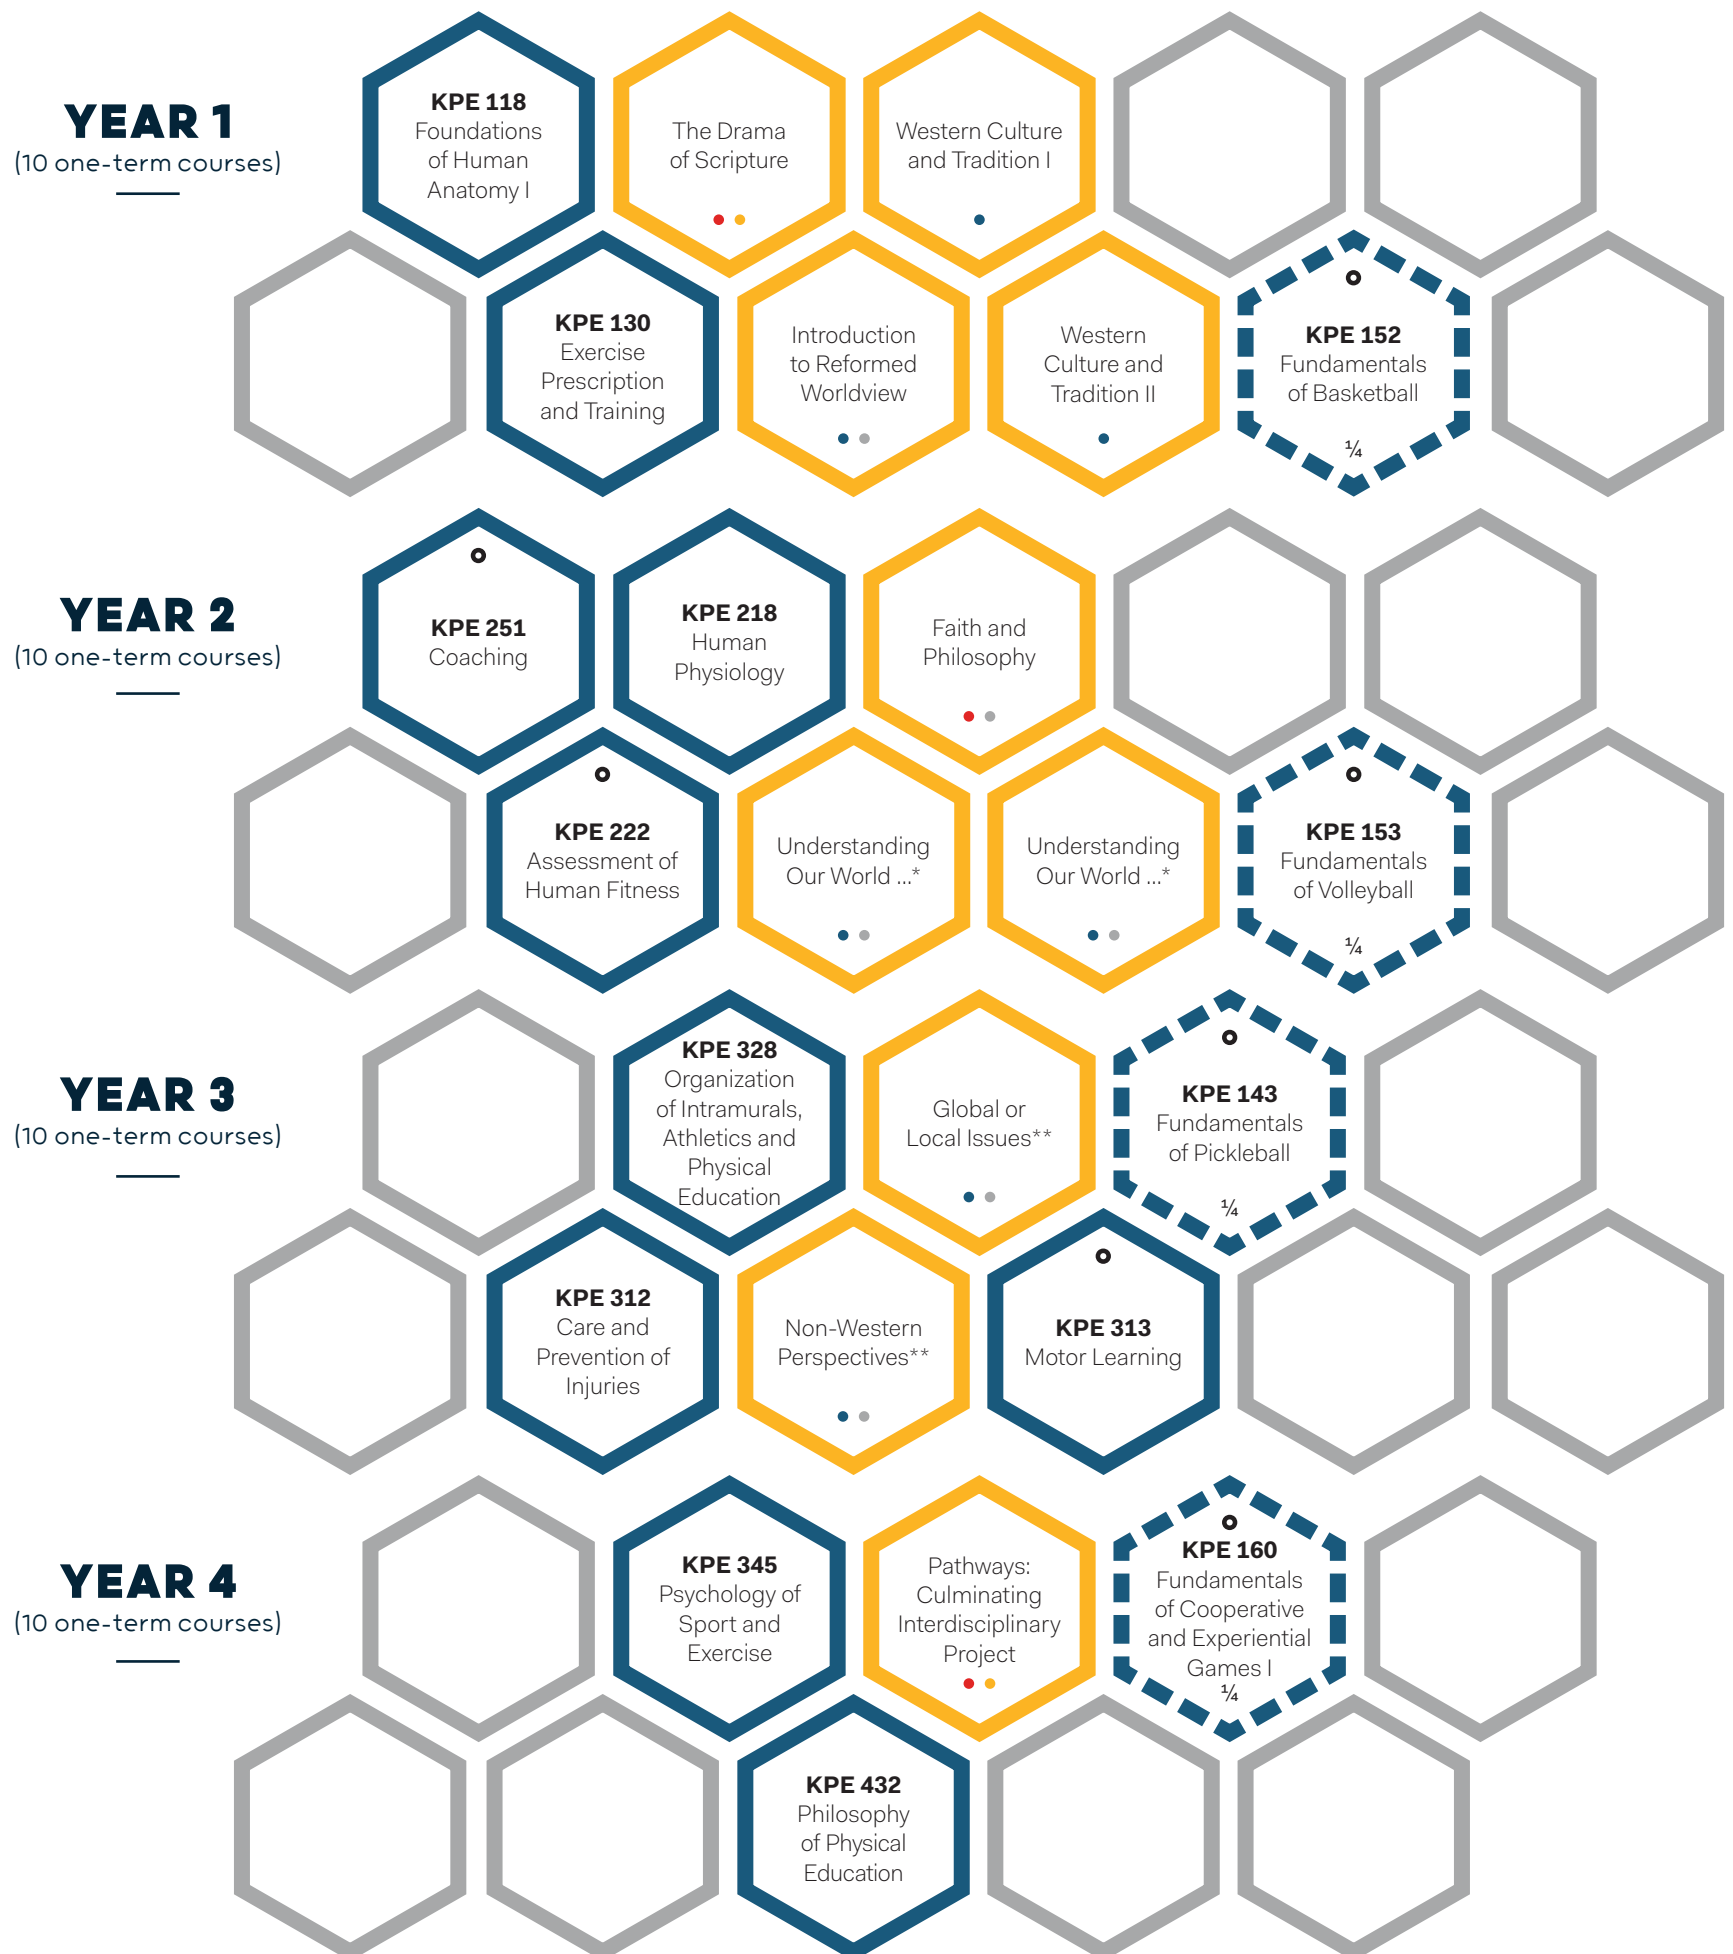 YEAR 1
(10 one-term courses)
KPE 118
Foundations
of Human
Anatomy I
The Drama
of Scripture
Western Culture
and Tradition I
KPE 130
Exercise
Prescription
and Training
Introduction
to Reformed
Worldview
Western
Culture and
Tradition II
KPE 152
Fundamentals
of Basketball
¼
YEAR 2
(10 one-term courses)
KPE 251
Coaching
KPE 218
Human
Physiology
Faith and
Philosophy
KPE 222
Assessment of
Human Fitness
Understanding
Our World ...*
Understanding
Our World ...*
KPE 153
Fundamentals
of Volleyball
¼
YEAR 3
(10 one-term courses)
KPE 328
Organization
of Intramurals,
Athletics and
Physical
Education
Global or
Local Issues**
KPE 143
Fundamentals
of Pickleball
¼
KPE 312
Care and
Prevention of
Injuries
Non-Western
Perspectives**
KPE 313
Motor Learning
YEAR 4
(10 one-term courses)
KPE 345
Psychology of
Sport and
Exercise
Pathways:
Culminating
Interdisciplinary
Project
KPE 160
Fundamentals
of Cooperative
and Experiential
Games I
¼
KPE 432
Philosophy
of Physical
Education